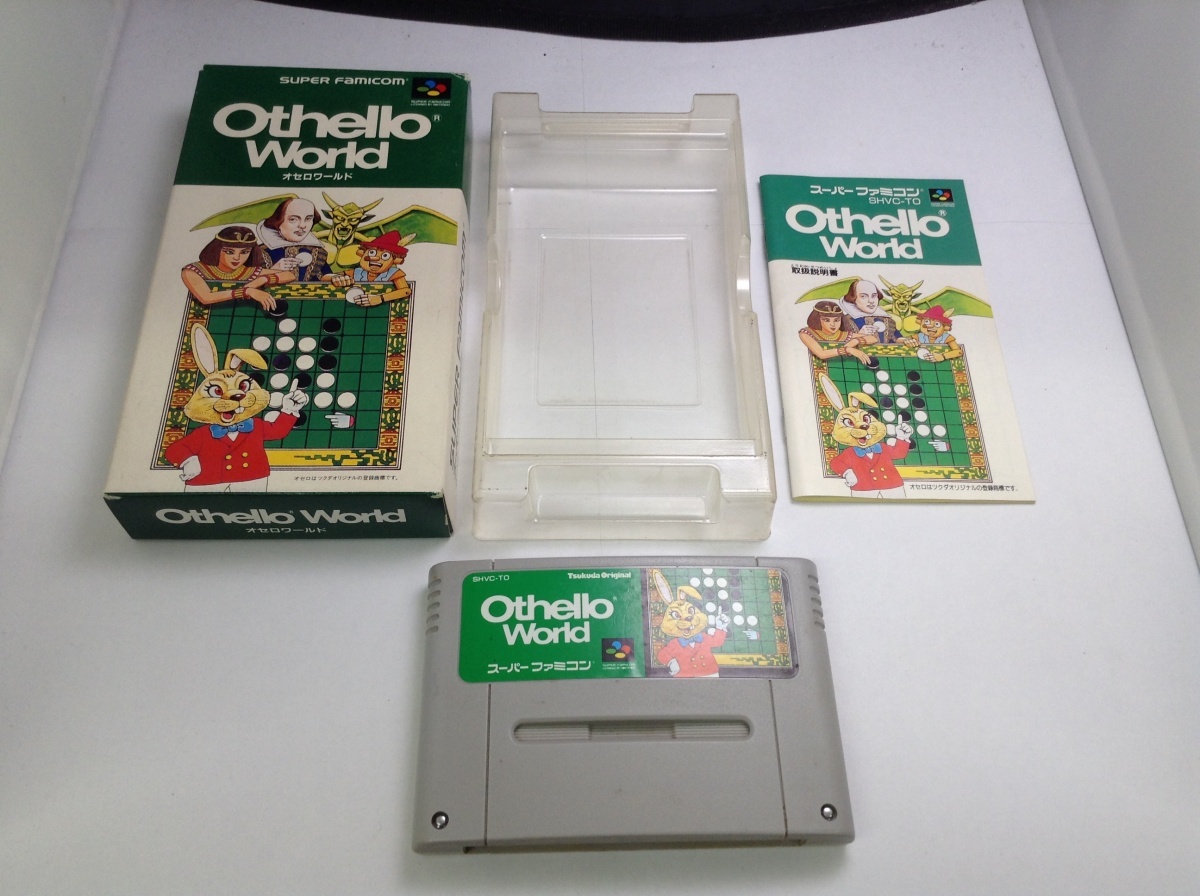 SUPER FAMICOM
Othello®
World
オセロワールド
オセロはツクダオリジナルの登録商標です。
Othello® World
オセロワールド
スーパーファミコン
SHVC-TO
Othello®
World
取扱説明書
オセロはツクダオリジナルの登録商標です。
SHVC-TO
Tsukuda Original
Othello®
World
スーパーファミコン